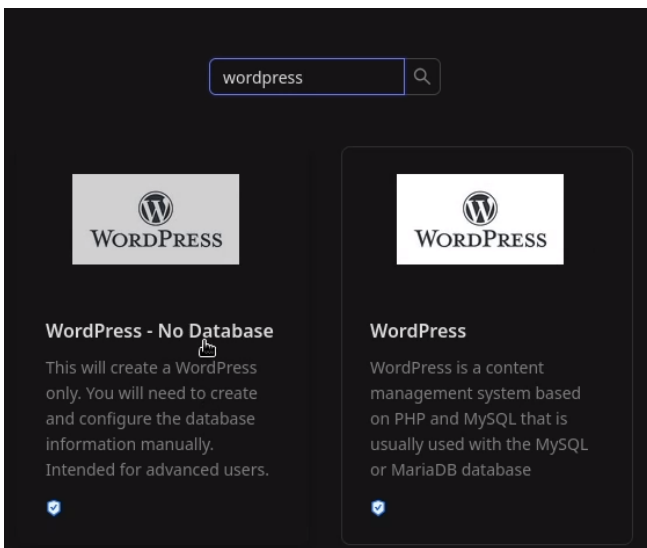 wordpress
WORDPRESS
WordPress - No Database
This will create a WordPress
only. You will need to create
and configure the database
information manually.
Intended for advanced users.
WORDPRESS
WordPress
WordPress is a content
management system based
on PHP and MySQL that is
usually used with the MySQL
or MariaDB database